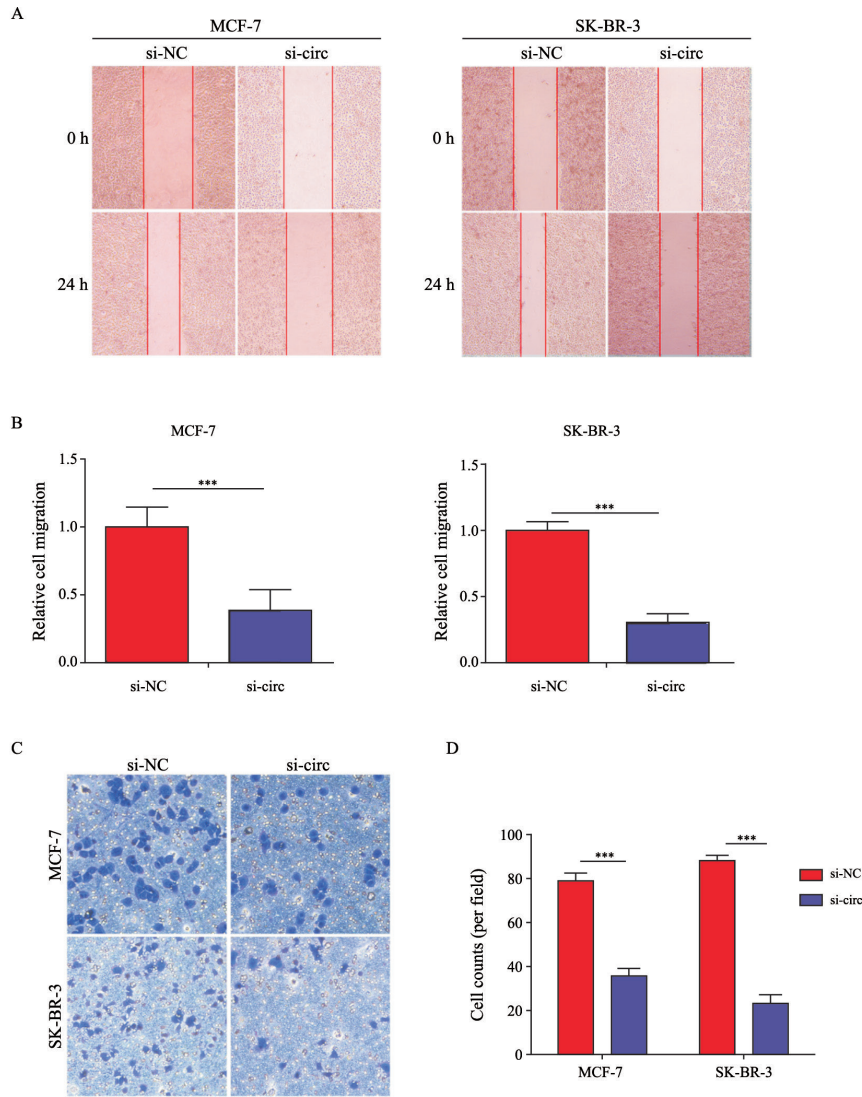 A
MCF-7
SK-BR-3
si-NC
si-circ
si-NC
si-circ
0 h
0 h
24 h
24 h
B
MCF-7
SK-BR-3
Relative cell migration
1.5
1.0
0.5
0.0
***
si-NC
si-circ
Relative cell migration
1.5
1.0
0.5
0.0
***
si-NC
si-circ
C
si-NC
si-circ
MCF-7
SK-BR-3
D
Cell counts (per field)
100
80
60
40
20
0
***
***
MCF-7
SK-BR-3
si-NC
si-circ